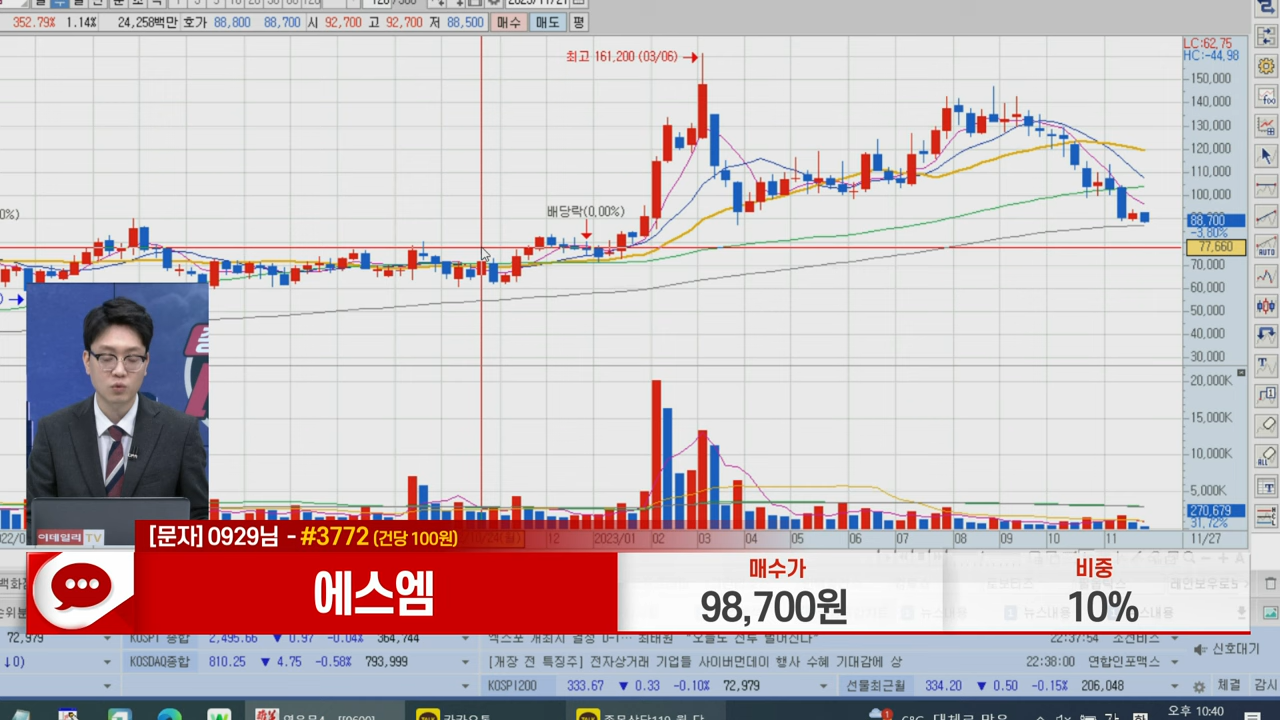 352.79% 1.14% 24,258백만 호가 88,800 88,700 시 92,700 고 92,700 저 88,500 매수 매도 평
LC:62,75
HC:-44,98
최고 161,200 (03/06)
150,000
140,000
130,000
120,000
110,000
100,000
88,700
-3,80%
77,660
70,000
60,000
50,000
40,000
30,000
배당락(0,00%)
0%)
20,000K
15,000K
10,000K
5,000K
270,679
31,72%
AUTO
ALL
12 2023/01 02 03 04 05 06 07 08 09 10 11 11/27
이데일리 TV
[문자] 0929님 - #3772 (건당 100원)
에스엠
매수가
98,700원
비중
10%
72,979 KOSPI 종합 2,495.66 ▼ 0.97 -0.04% 364,744
22:37:54 조선비즈
KOSDAQ종합 810.25 ▼ 4.75 -0.58% 793,999
[개장 전 특징주] 전자상거래 기업들 사이버먼데이 행사 수혜 기대감에 상 22:38:00 연합인포맥스
신호대기
KOSPI200 333.67 ▼ 0.33 -0.10% 72,979 선물최근월 334.20 ▼ 0.50 -0.15% 206,048
체결 감시
오후 10:40